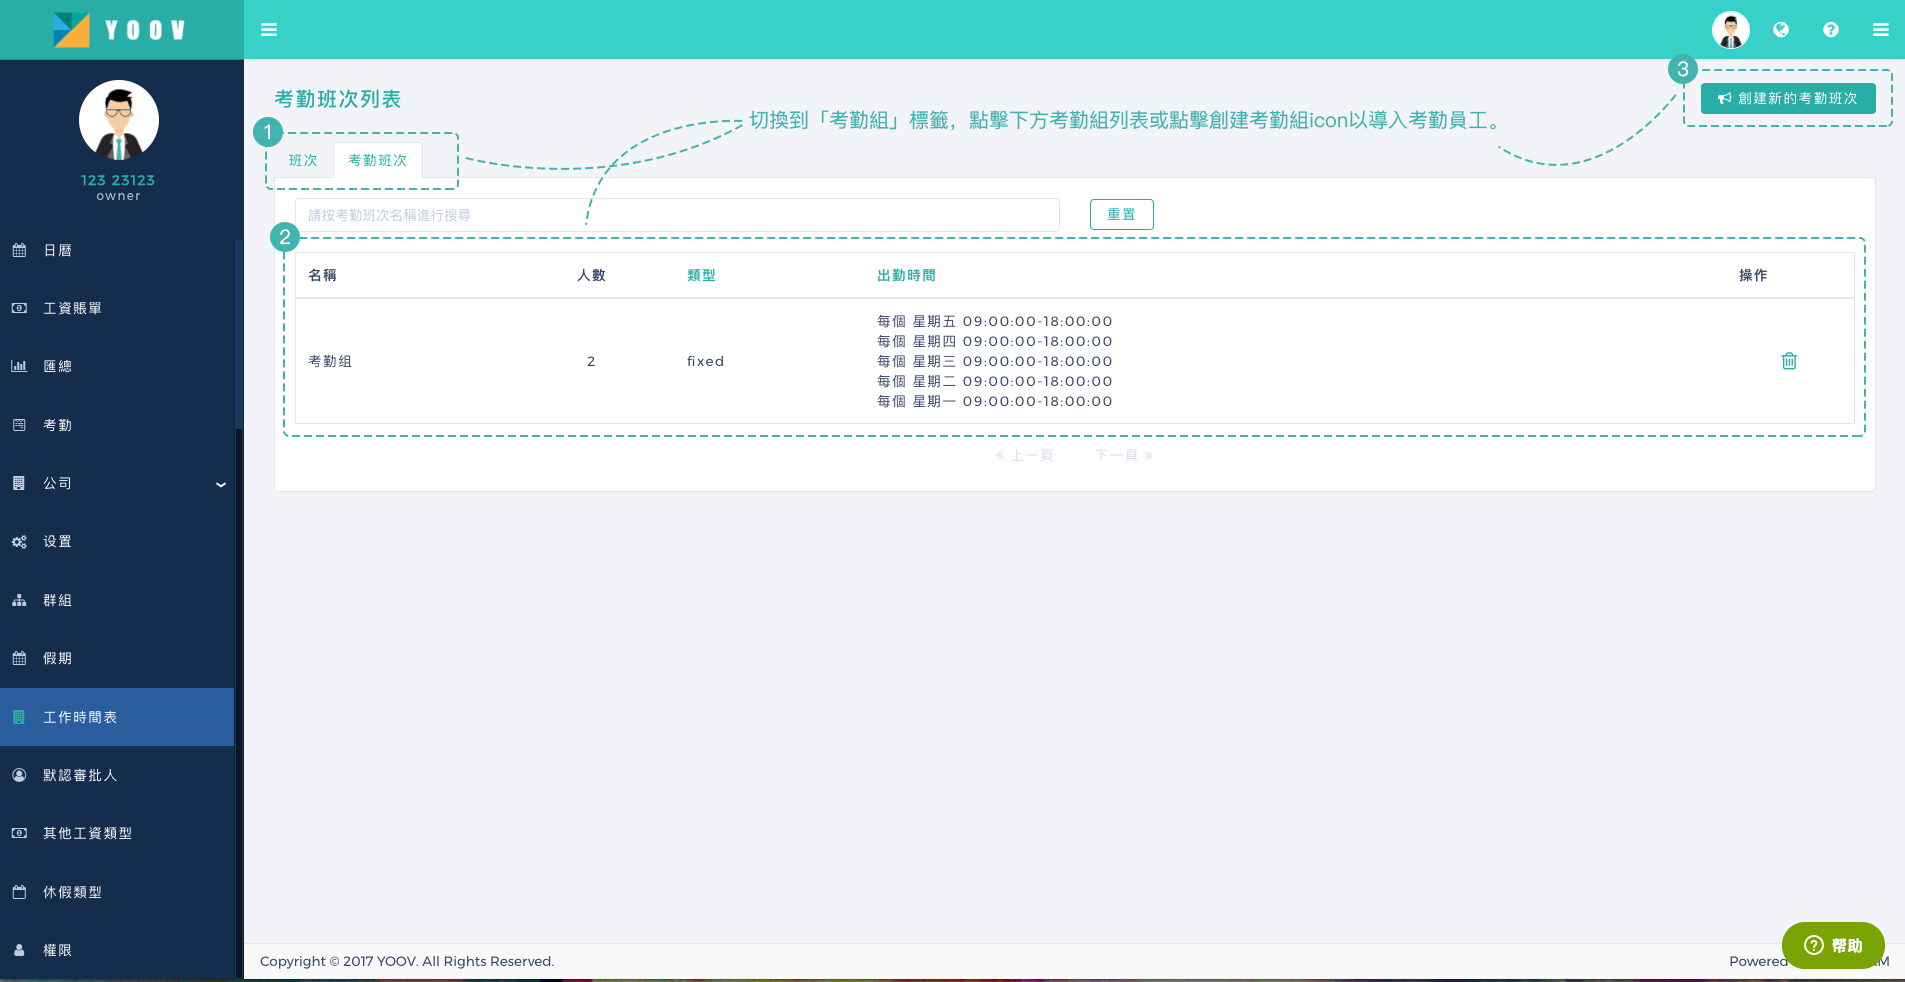 YOOV
123 23123
owner
日曆
工資賬單
匯總
考勤
公司
设置
群組
假期
工作時間表
默認審批人
其他工資類型
休假類型
權限
考勤班次列表
3
創建新的考勤班次
切換到「考勤組」標籤，點擊下方考勤組列表或點擊創建考勤組icon以導入考勤員工。
1
班次 考勤班次
請按考勤班次名稱進行搜尋 重置
2
名稱 人數 類型 出勤時間 操作
每個 星期五 09:00:00-18:00:00
每個 星期四 09:00:00-18:00:00
考勤组 2 fixed 每個 星期三 09:00:00-18:00:00
每個 星期二 09:00:00-18:00:00
每個 星期一 09:00:00-18:00:00
« 上一頁 下一頁 »
Copyright © 2017 YOOV. All Rights Reserved.
Powered
帮助